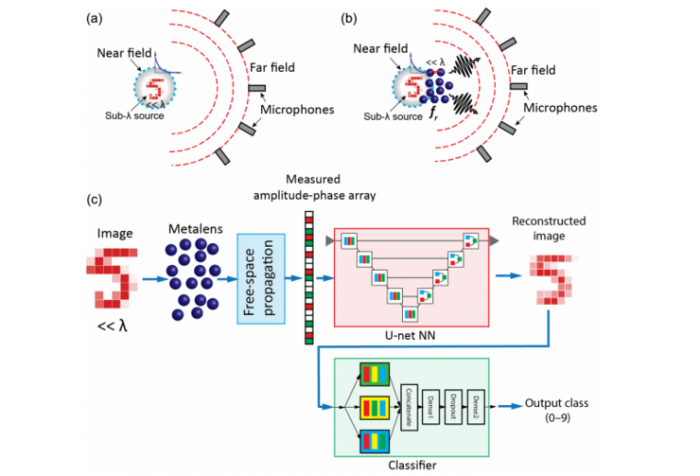 (a)
Near field
<< λ
Sub-λ source
Far field
Microphones
(b)
Near field
<< λ
Sub-λ source
<< λ
f_r
Far field
Microphones
(c)
Image
<< λ
Metalens
Free-space
propagation
Measured
amplitude-phase array
U-net NN
Reconstructed
image
Concatenate
Dense1
Dropout
Dense2
Classifier
Output class
(0–9)